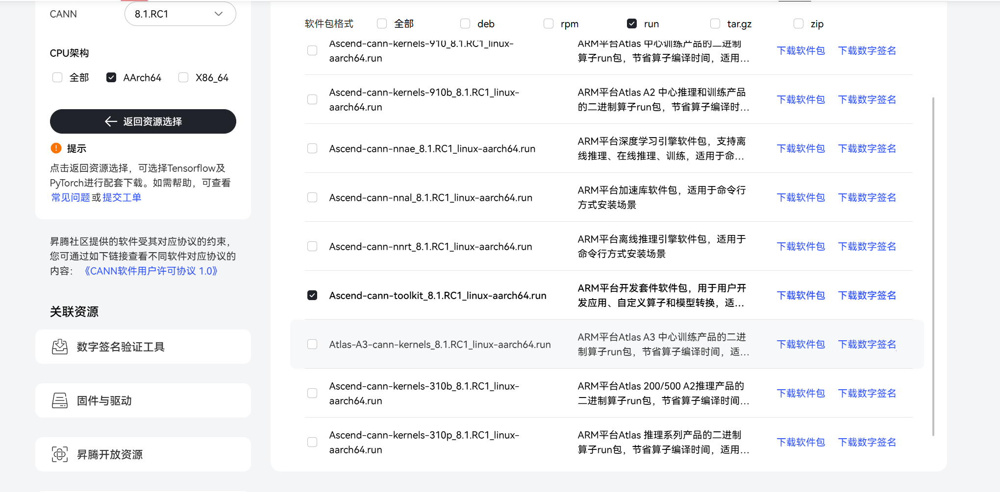 CANN
8.1.RC1
CPU架构
全部
AArch64
X86_64
返回资源选择
提示
点击返回资源选择，可选择Tensorflow及
PyTorch进行配套下载。如需帮助，可查看
常见问题或提交工单
昇腾社区提供的软件受其对应协议的约束，
您可通过如下链接查看不同软件对应协议的
内容：《CANN软件用户许可协议 1.0》
关联资源
数字签名验证工具
固件与驱动
昇腾开放资源
软件包格式
全部
deb
rpm
run
tar.gz
zip
Ascend-cann-kernels-910_8.1.RC1_linux-
aarch64.run
ARM平台Atlas 中心训练产品的二进制
算子run包，节省算子编译时间，适用...
下载软件包 下载数字签名
Ascend-cann-kernels-910b_8.1.RC1_linux-
aarch64.run
ARM平台Atlas A2 中心推理和训练产品
的二进制算子run包，节省算子编译时...
下载软件包 下载数字签名
Ascend-cann-nnae_8.1.RC1_linux-aarch64.run
ARM平台深度学习引擎软件包，支持离
线推理、在线推理、训练，适用于命...
下载软件包 下载数字签名
Ascend-cann-nnal_8.1.RC1_linux-aarch64.run
ARM平台加速库软件包，适用于命令行
方式安装场景
下载软件包 下载数字签名
Ascend-cann-nnrt_8.1.RC1_linux-aarch64.run
ARM平台离线推理引擎软件包，适用于
命令行方式安装场景
下载软件包 下载数字签名
Ascend-cann-toolkit_8.1.RC1_linux-aarch64.run
ARM平台开发套件软件包，用于用户开
发应用、自定义算子和模型转换，适...
下载软件包 下载数字签名
Atlas-A3-cann-kernels_8.1.RC1_linux-aarch64.run
ARM平台Atlas A3 中心训练产品的二进
制算子run包，节省算子编译时间，适...
下载软件包 下载数字签名
Ascend-cann-kernels-310b_8.1.RC1_linux-
aarch64.run
ARM平台Atlas 200/500 A2推理产品的
二进制算子run包，节省算子编译时间...
下载软件包 下载数字签名
Ascend-cann-kernels-310p_8.1.RC1_linux-
aarch64.run
ARM平台Atlas 推理系列产品的二进制
算子run包，节省算子编译时间，适用...
下载软件包 下载数字签名